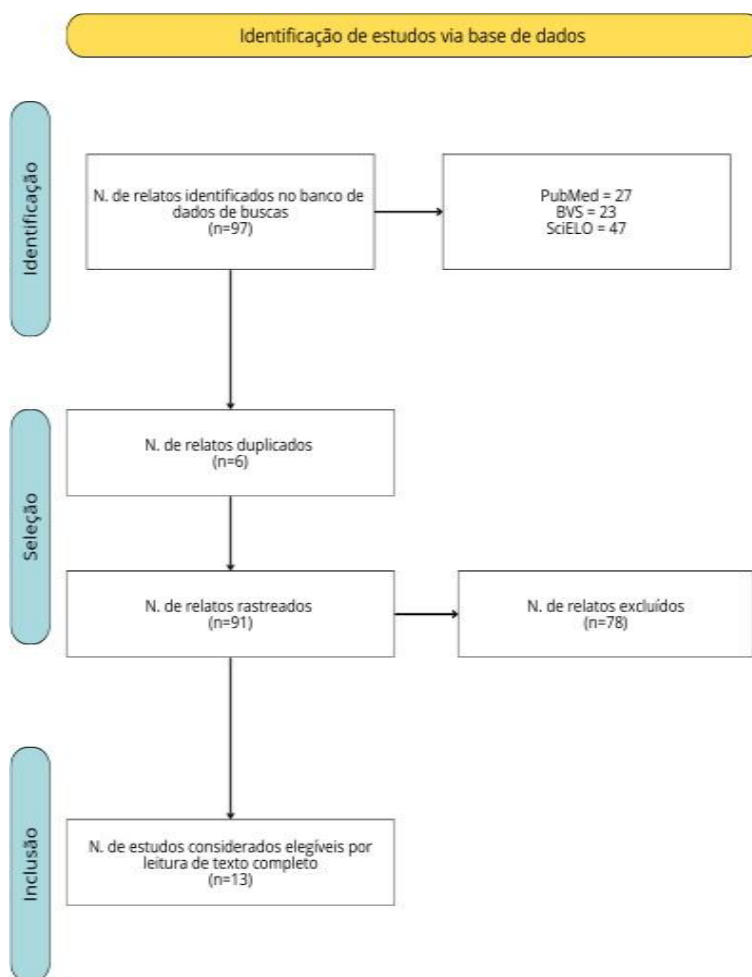 Identificação de estudos via base de dados
Identificação
N. de relatos identificados no banco de
dados de buscas
(n=97)
PubMed = 27
BVS = 23
SciELO = 47
Seleção
N. de relatos duplicados
(n=6)
N. de relatos rastreados
(n=91)
N. de relatos excluídos
(n=78)
Inclusão
N. de estudos considerados elegíveis por
leitura de texto completo
(n=13)